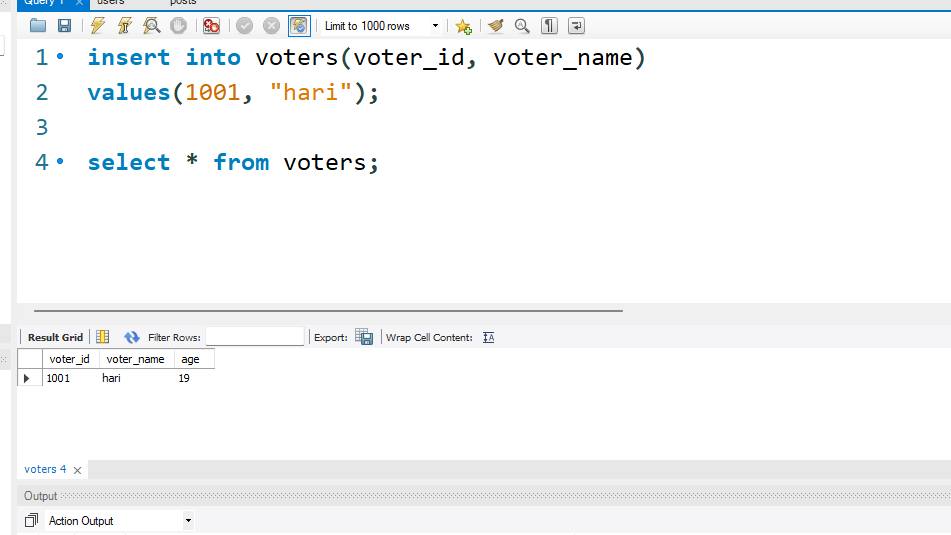 Query 1 users posts
Limit to 1000 rows
1 insert into voters(voter_id, voter_name)
2 values(1001, "hari");
3
4 select * from voters;
Result Grid Filter Rows: Export: Wrap Cell Content:
voter_id voter_name age
1001 hari 19
voters 4
Output
Action Output